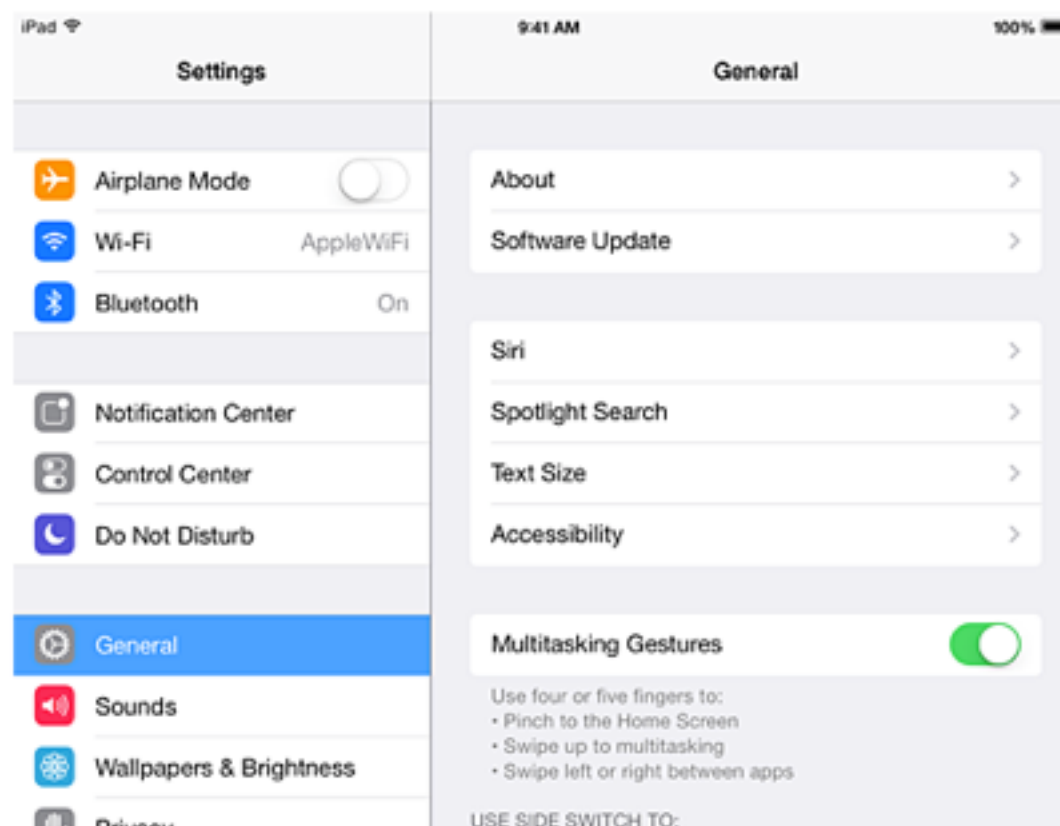 iPad
9:41 AM
100%
Settings
Airplane Mode
Wi-Fi AppleWiFi
Bluetooth On
Notification Center
Control Center
Do Not Disturb
General
Sounds
Wallpapers & Brightness
Privacy
General
About
Software Update
Siri
Spotlight Search
Text Size
Accessibility
Multitasking Gestures
Use four or five fingers to:
• Pinch to the Home Screen
• Swipe up to multitasking
• Swipe left or right between apps
USE SIDE SWITCH TO: